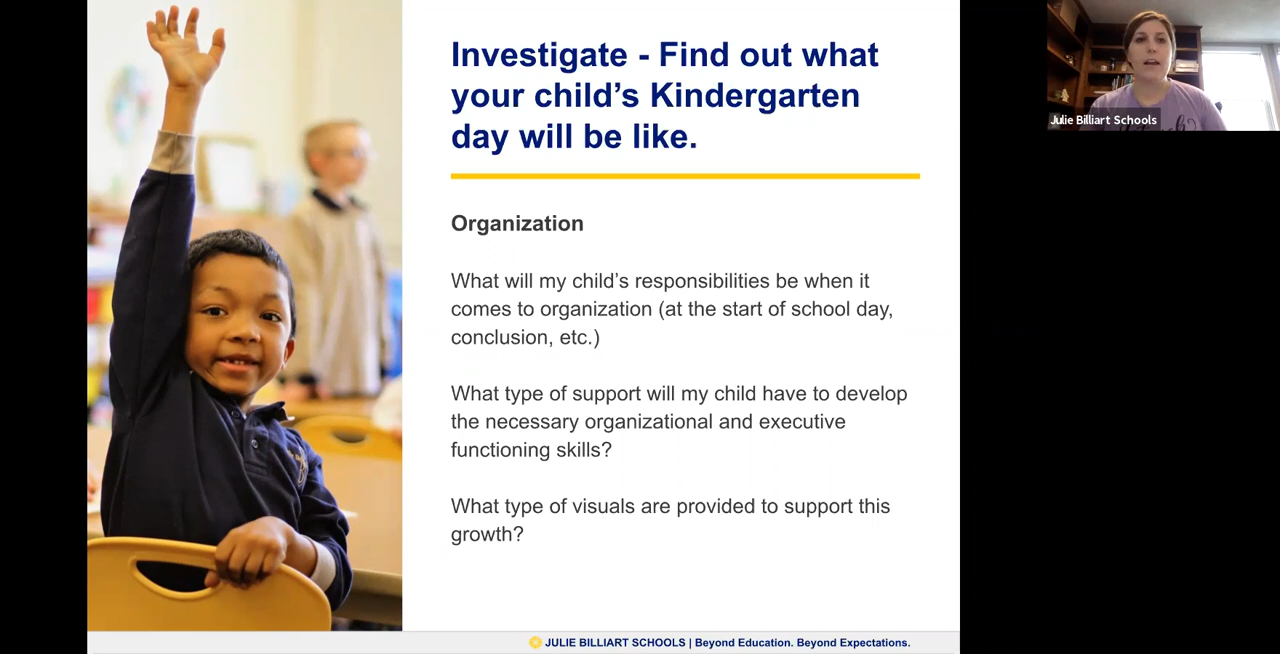 Investigate - Find out what
your child’s Kindergarten
day will be like.
Organization
What will my child’s responsibilities be when it
comes to organization (at the start of school day,
conclusion, etc.)
What type of support will my child have to develop
the necessary organizational and executive
functioning skills?
What type of visuals are provided to support this
growth?
JULIE BILLIART SCHOOLS | Beyond Education. Beyond Expectations.
Julie Billiart Schools